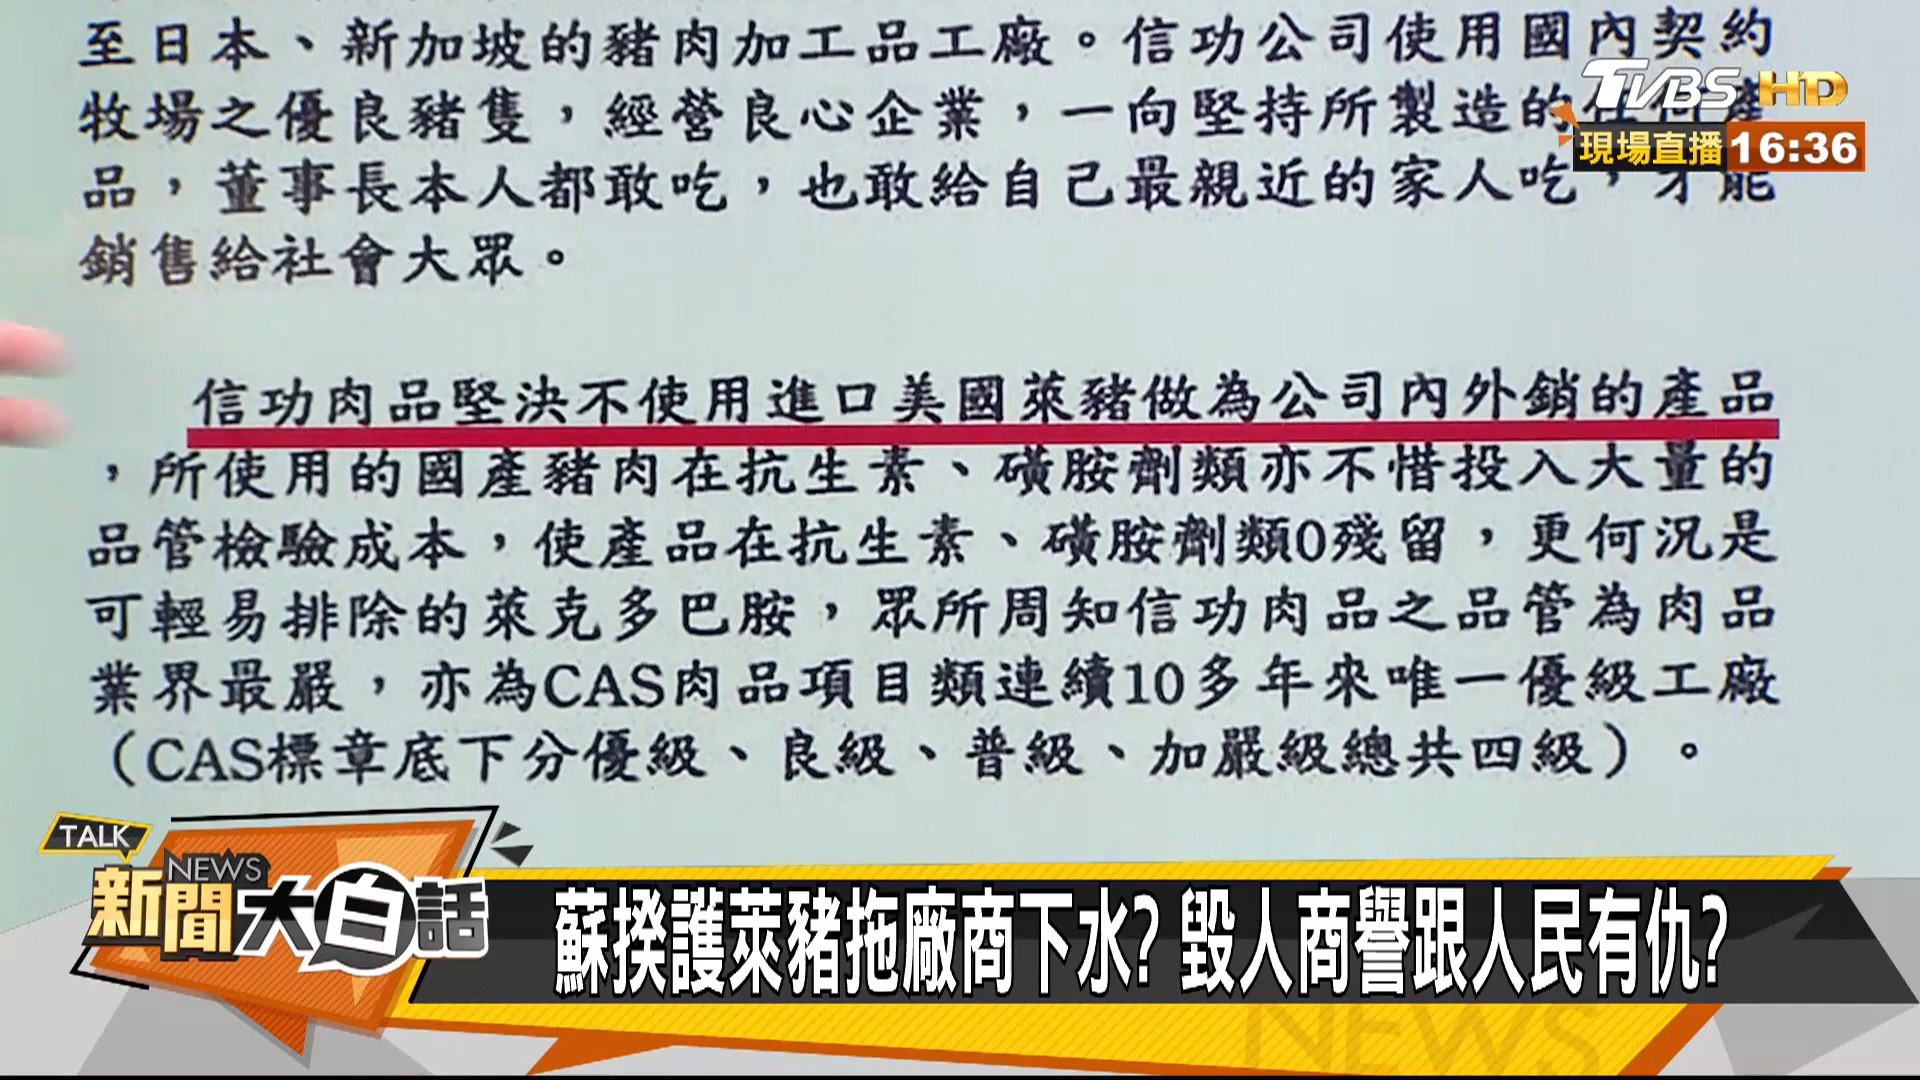 至日本、新加坡的豬肉加工品工廠。信功公司使用國內契約
牧場之優良豬隻，經營良心企業，一向堅持所製造的任何產
品，董事長本人都敢吃，也敢給自己最親近的家人吃，才能
銷售給社會大眾。
信功肉品堅決不使用進口美國萊豬做為公司內外銷的產品
，所使用的國產豬肉在抗生素、磺胺劑類亦不惜投入大量的
品管檢驗成本，使產品在抗生素、磺胺劑類0殘留，更何況是
可輕易排除的萊克多巴胺，眾所周知信功肉品之品管為肉品
業界最嚴，亦為CAS肉品項目類連續10多年來唯一優級工廠
（CAS標章底下分優級、良級、普級、加嚴級總共四級）。
TVBS HD
現場直播 16:36
TALK
NEWS
新聞大白話
蘇揆護萊豬拖廠商下水? 毀人商譽跟人民有仇?
NEWS